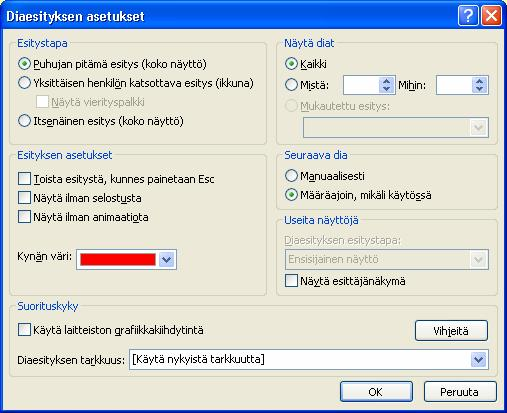 Diaesityksen asetukset
Esitystapa
Puhujan pitämä esitys (koko näyttö)
Yksittäisen henkilön katsottava esitys (ikkuna)
Näytä vierityspalkki
Itsenäinen esitys (koko näyttö)
Näytä diat
Kaikki
Mistä: Mihin:
Mukautettu esitys:
Esityksen asetukset
Toista esitystä, kunnes painetaan Esc
Näytä ilman selostusta
Näytä ilman animaatiota
Kynän väri:
Seuraava dia
Manuaalisesti
Määräajoin, mikäli käytössä
Useita näyttöjä
Diaesityksen esitystapa:
Ensisijainen näyttö
Näytä esittäjänäkymä
Suorituskyky
Käytä laitteiston grafiikkakiihdytintä
Vihjeitä
Diaesityksen tarkkuus: [Käytä nykyistä tarkkuutta]
OK Peruuta